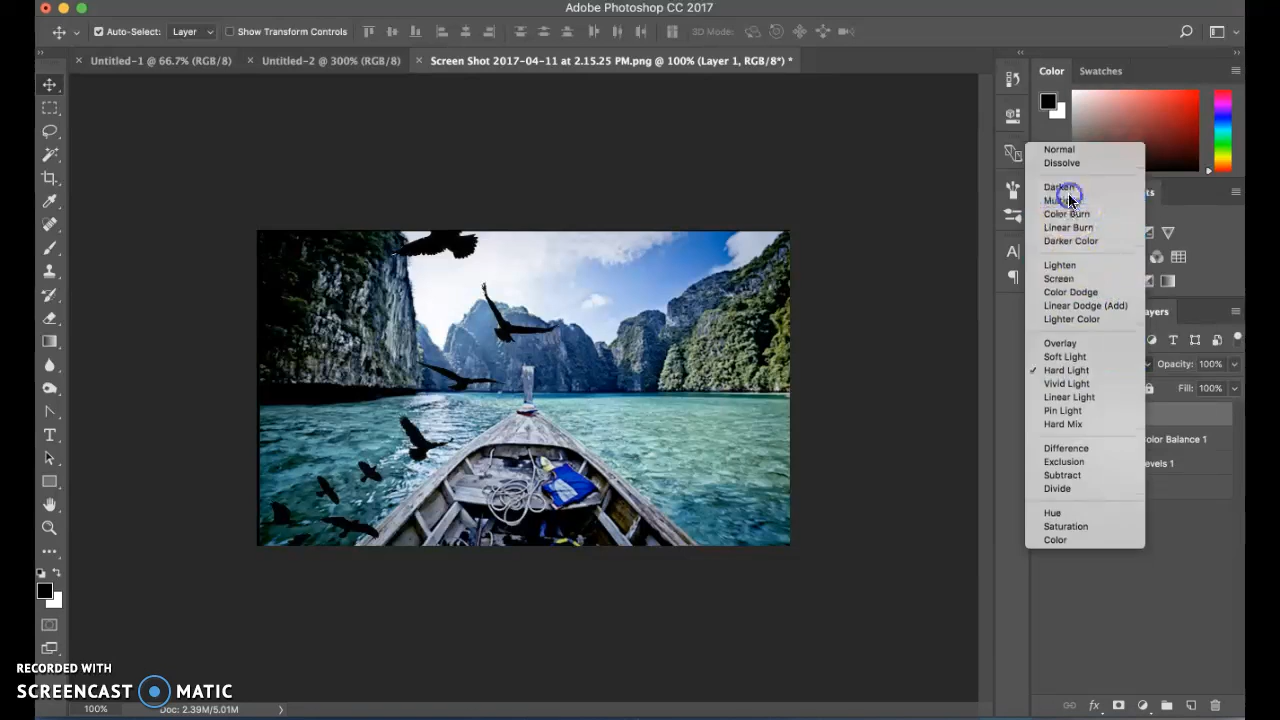 Adobe Photoshop CC 2017
Auto-Select: Layer Show Transform Controls 3D Mode:
Untitled-1 @ 66.7% (RGB/8) Untitled-2 @ 300% (RGB/8) Screen Shot 2017-04-11 at 2.15.25 PM.png @ 100% (Layer 1, RGB/8*) *
Color Swatches
Normal
Dissolve
Color Burn
Linear Burn
Darker Color
Lighten
Screen
Color Dodge
Linear Dodge (Add)
Lighter Color
Overlay
Soft Light
Opacity: 100%
Hard Light
Vivid Light
Fill: 100%
Linear Light
Pin Light
Hard Mix
olor Balance 1
Difference
Exclusion
evels 1
Subtract
Divide
Hue
Saturation
Color
RECORDED WITH
SCREENCAST MATIC
100% Doc: 2.39M/5.01M